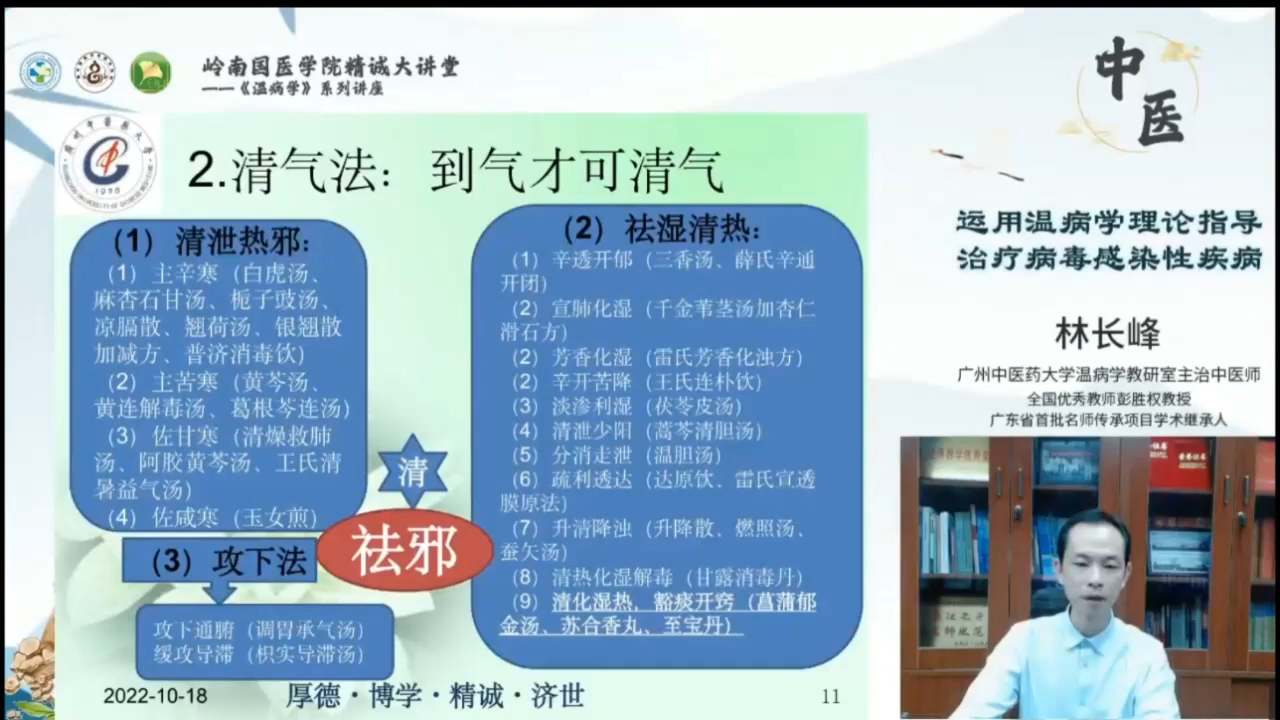 岭南国医学院精诚大讲堂
——《温病学》系列讲座
2.清气法：到气才可清气
（1）清泄热邪：
（1）主辛寒（白虎汤、
麻杏石甘汤、栀子豉汤、
凉膈散、翘荷汤、银翘散
加减方、普济消毒饮）
（2）主苦寒（黄芩汤、
黄连解毒汤、葛根芩连汤）
（3）佐甘寒（清燥救肺
汤、阿胶黄芩汤、王氏清
暑益气汤）
（4）佐咸寒（玉女煎）
（3）攻下法
攻下通腑（调胃承气汤）
缓攻导滞（枳实导滞汤）
清
祛邪
（2）祛湿清热：
（1）辛透开郁（三香汤、薛氏辛通
开闭）
（2）宣肺化湿（千金苇茎汤加杏仁
滑石方）
（2）芳香化湿（雷氏芳香化浊方）
（2）辛开苦降（王氏连朴饮）
（3）淡渗利湿（茯苓皮汤）
（4）清泄少阳（蒿芩清胆汤）
（5）分消走泄（温胆汤）
（6）疏利透达（达原饮、雷氏宣透
膜原法）
（7）升清降浊（升降散、燃照汤、
蚕矢汤）
（8）清热化湿解毒（甘露消毒丹）
（9）清化湿热，豁痰开窍（菖蒲郁
金汤、苏合香丸、至宝丹）
2022-10-18
厚德·博学·精诚·济世
11
中医
运用温病学理论指导
治疗病毒感染性疾病
林长峰
广州中医药大学温病学教研室主治中医师
全国优秀教师彭胜权教授
广东省首批名师传承项目学术继承人